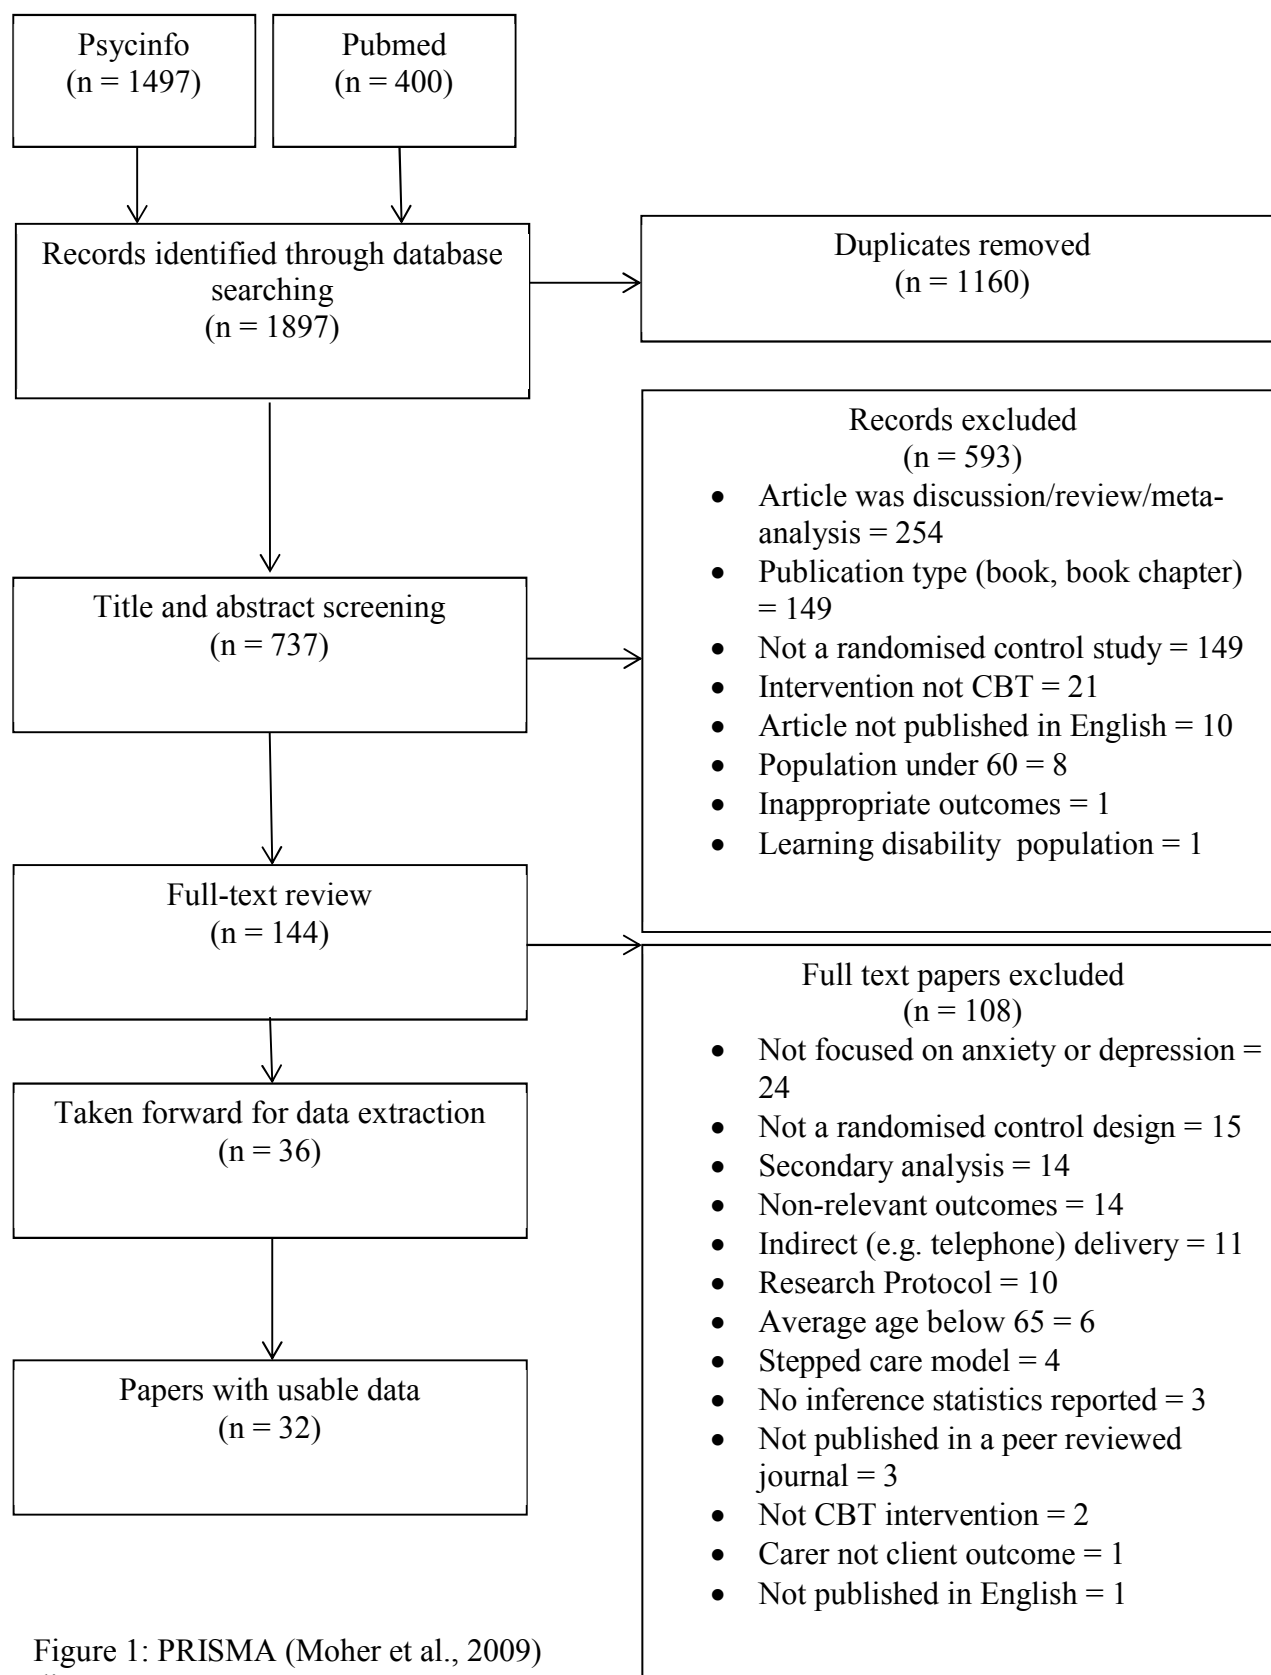 Psycinfo
(n = 1497)
Pubmed
(n = 400)
Records identified through database
searching
(n = 1897)
Duplicates removed
(n = 1160)
Title and abstract screening
(n = 737)
Records excluded
(n = 593)
• Article was discussion/review/meta-
analysis = 254
• Publication type (book, book chapter)
= 149
• Not a randomised control study = 149
• Intervention not CBT = 21
• Article not published in English = 10
• Population under 60 = 8
• Inappropriate outcomes = 1
• Learning disability population = 1
Full-text review
(n = 144)
Full text papers excluded
(n = 108)
• Not focused on anxiety or depression =
24
• Not a randomised control design = 15
• Secondary analysis = 14
• Non-relevant outcomes = 14
• Indirect (e.g. telephone) delivery = 11
• Research Protocol = 10
• Average age below 65 = 6
• Stepped care model = 4
• No inference statistics reported = 3
• Not published in a peer reviewed
journal = 3
• Not CBT intervention = 2
• Carer not client outcome = 1
• Not published in English = 1
Taken forward for data extraction
(n = 36)
Papers with usable data
(n = 32)
Figure 1: PRISMA (Moher et al., 2009)